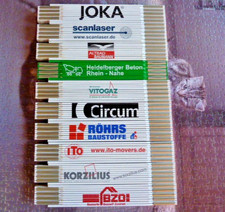 JOKA
scanlaser
www.scanlaser.de
Heidelberger Beton
Rhein - Nahe
VITOGAZ
Circum
RÖHRS
BAUSTOFFE
iTo
www.ito-movers.de
KORZILIUS
BZO